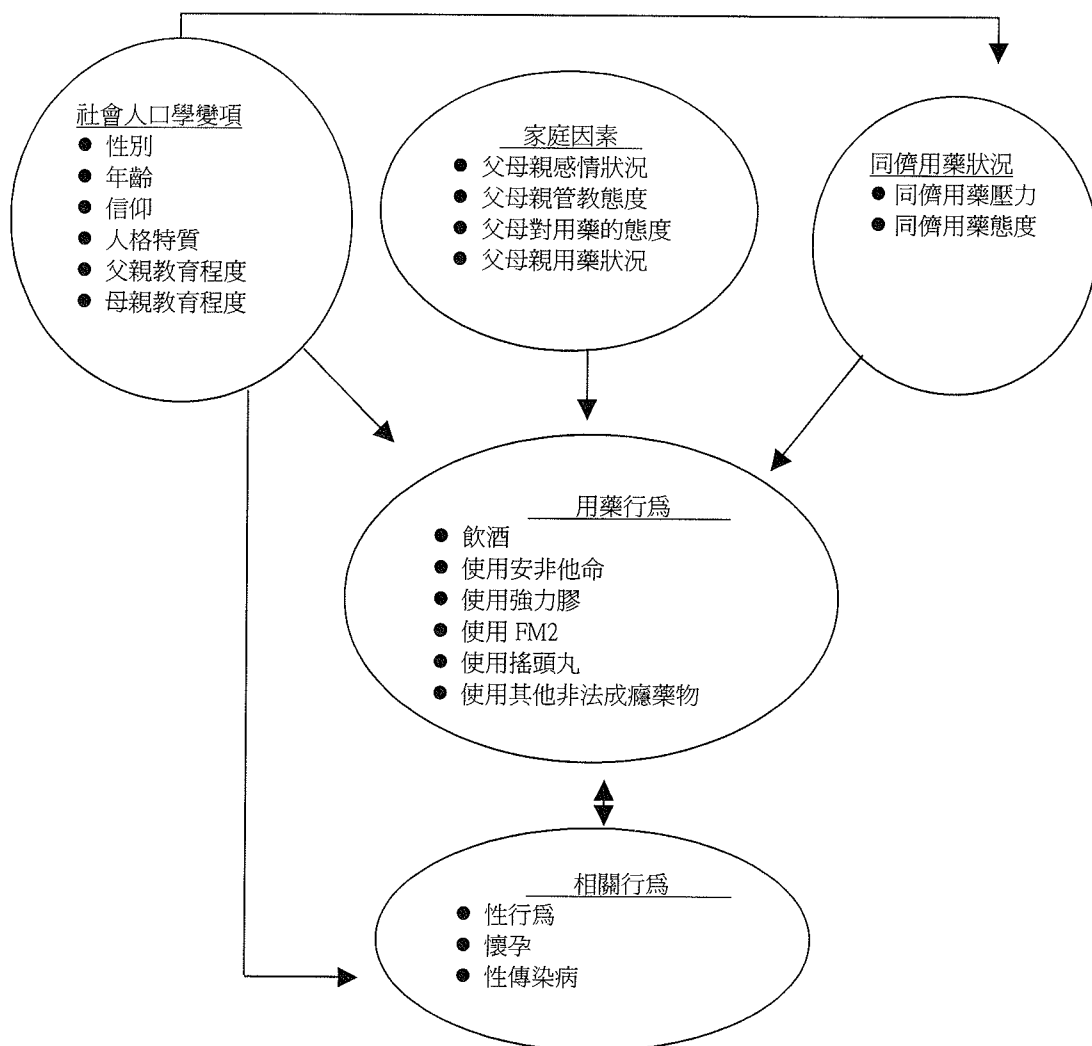 社會人口學變項
● 性別
● 年齡
● 信仰
● 人格特質
● 父親教育程度
● 母親教育程度
家庭因素
● 父母親感情狀況
● 父母親管教態度
● 父母對用藥的態度
● 父母親用藥狀況
同儕用藥狀況
● 同儕用藥壓力
● 同儕用藥態度
用藥行爲
● 飲酒
● 使用安非他命
● 使用強力膠
● 使用 FM2
● 使用搖頭丸
● 使用其他非法成癮藥物
相關行爲
● 性行爲
● 懷孕
● 性傳染病